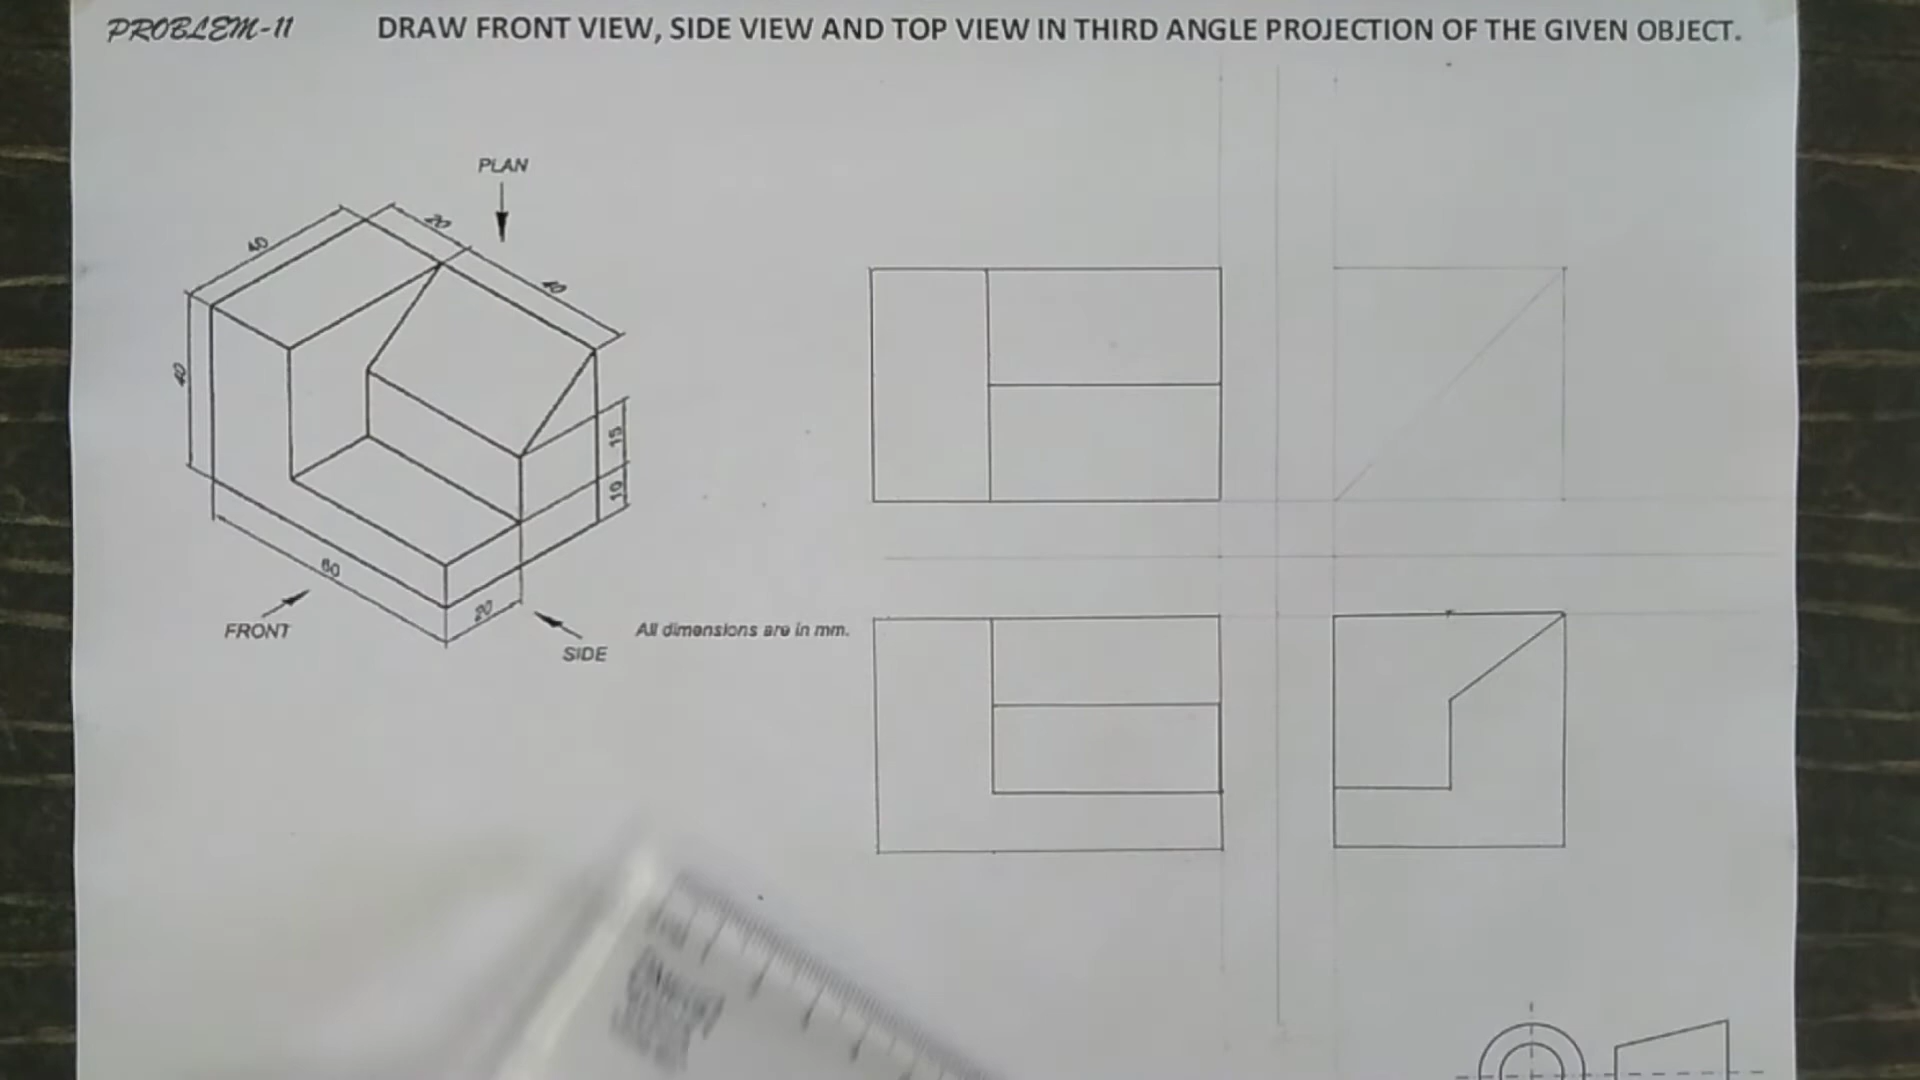 PROBLEM-11
DRAW FRONT VIEW, SIDE VIEW AND TOP VIEW IN THIRD ANGLE PROJECTION OF THE GIVEN OBJECT.
PLAN
20
40
40
40
15
10
60
20
FRONT
SIDE
All dimensions are in mm.